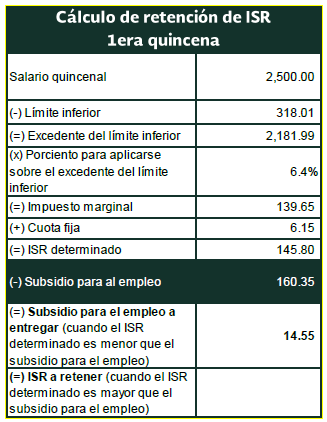 Cálculo de retención de ISR
1era quincena
Salario quincenal 2,500.00
(-) Límite inferior 318.01
(=) Excedente del límite inferior 2,181.99
(x) Porciento para aplicarse
sobre el excedente del límite 6.4%
inferior
(=) Impuesto marginal 139.65
(+) Cuota fija 6.15
(=) ISR determinado 145.80
(-) Subsidio para al empleo 160.35
(=) Subsidio para el empleo a
entregar (cuando el ISR
determinado es menor que el 14.55
subsidio para el empleo)
(=) ISR a retener (cuando el ISR
determinado es mayor que el
subsidio para el empleo)